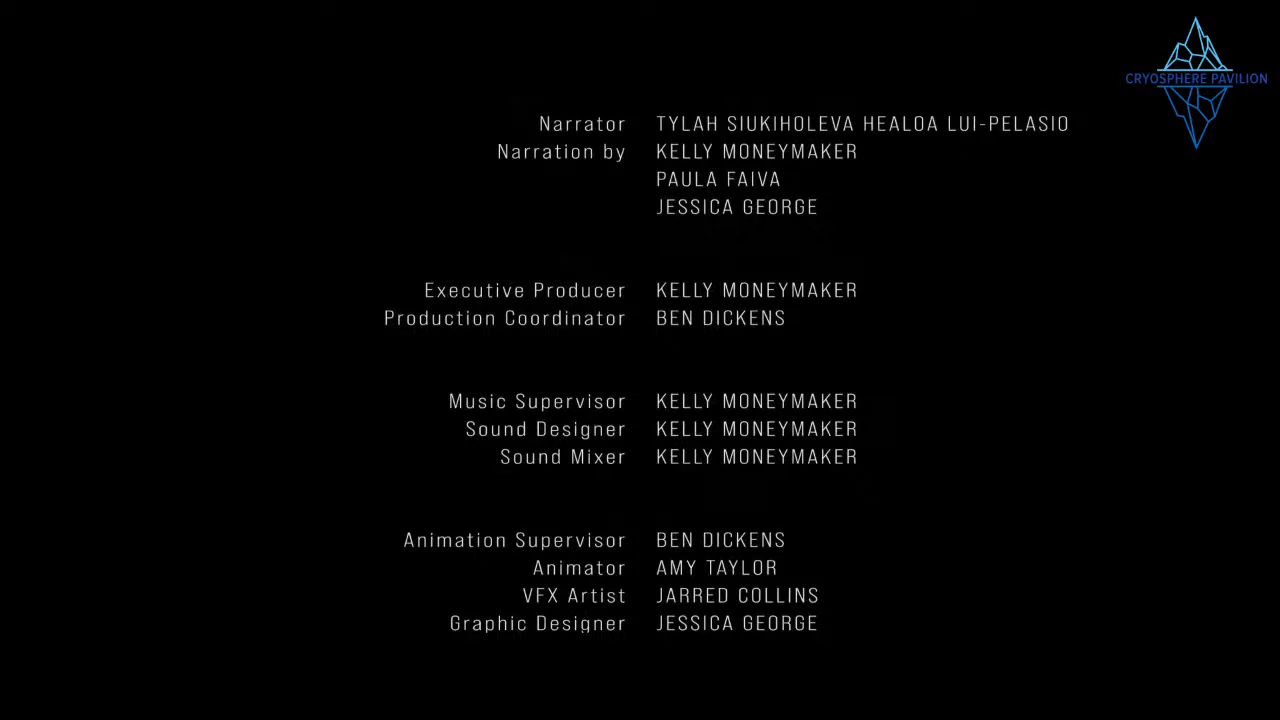 CRYOSPHERE PAVILION
Narrator TYLAH SIUKIHOLEVA HEALOA LUI-PELASIO
Narration by KELLY MONEYMAKER
PAULA FAIVA
JESSICA GEORGE
Executive Producer KELLY MONEYMAKER
Production Coordinator BEN DICKENS
Music Supervisor KELLY MONEYMAKER
Sound Designer KELLY MONEYMAKER
Sound Mixer KELLY MONEYMAKER
Animation Supervisor BEN DICKENS
Animator AMY TAYLOR
VFX Artist JARRED COLLINS
Graphic Designer JESSICA GEORGE